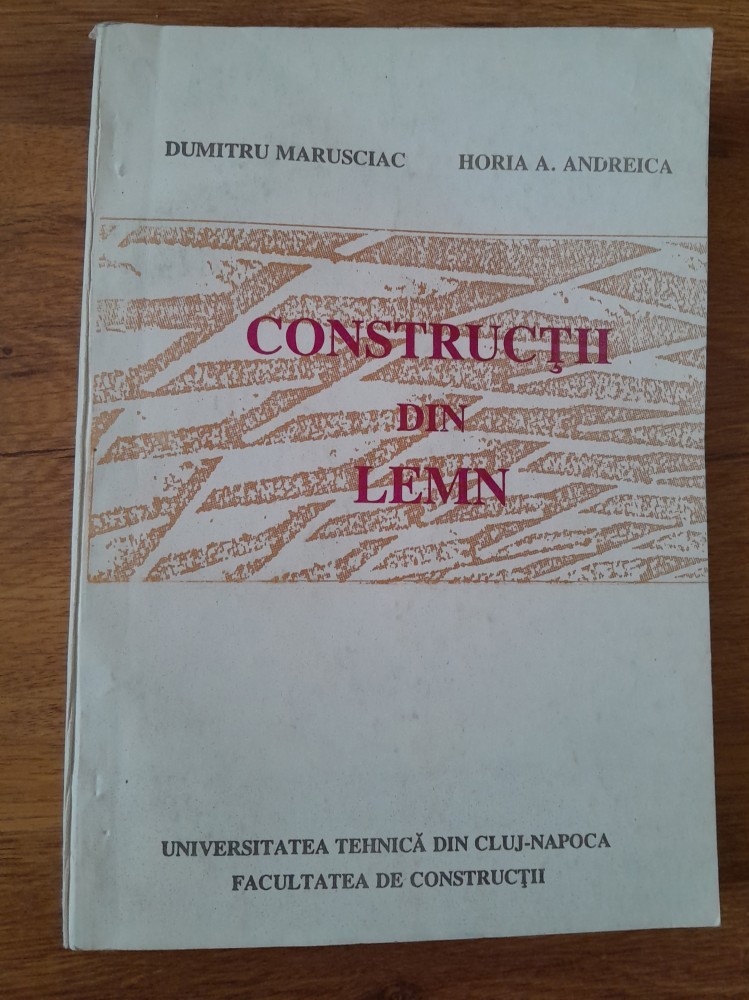 DUMITRU MARUSCIAC HORIA A. ANDREICA
CONSTRUCŢII
DIN
LEMN
UNIVERSITATEA TEHNICĂ DIN CLUJ-NAPOCA
FACULTATEA DE CONSTRUCŢII